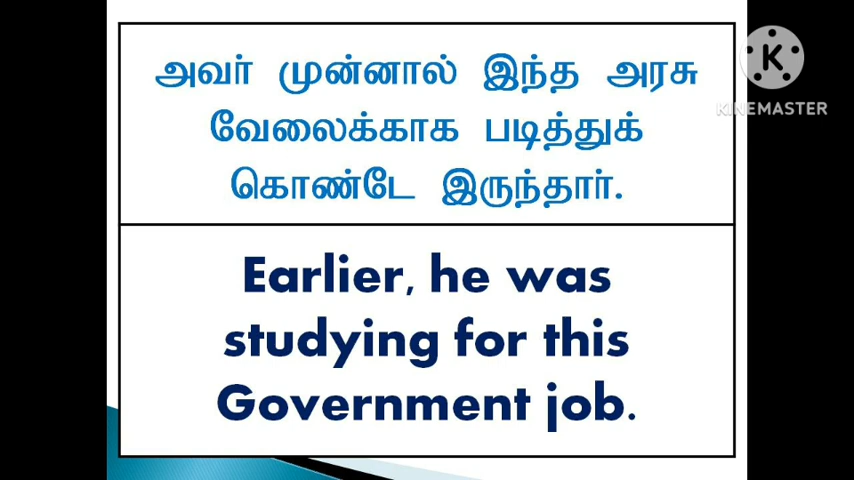 அவர் முன்னால் இந்த அரசு
வேலைக்காக படித்துக்
கொண்டே இருந்தார்.
Earlier, he was
studying for this
Government job.
K
KINEMASTER